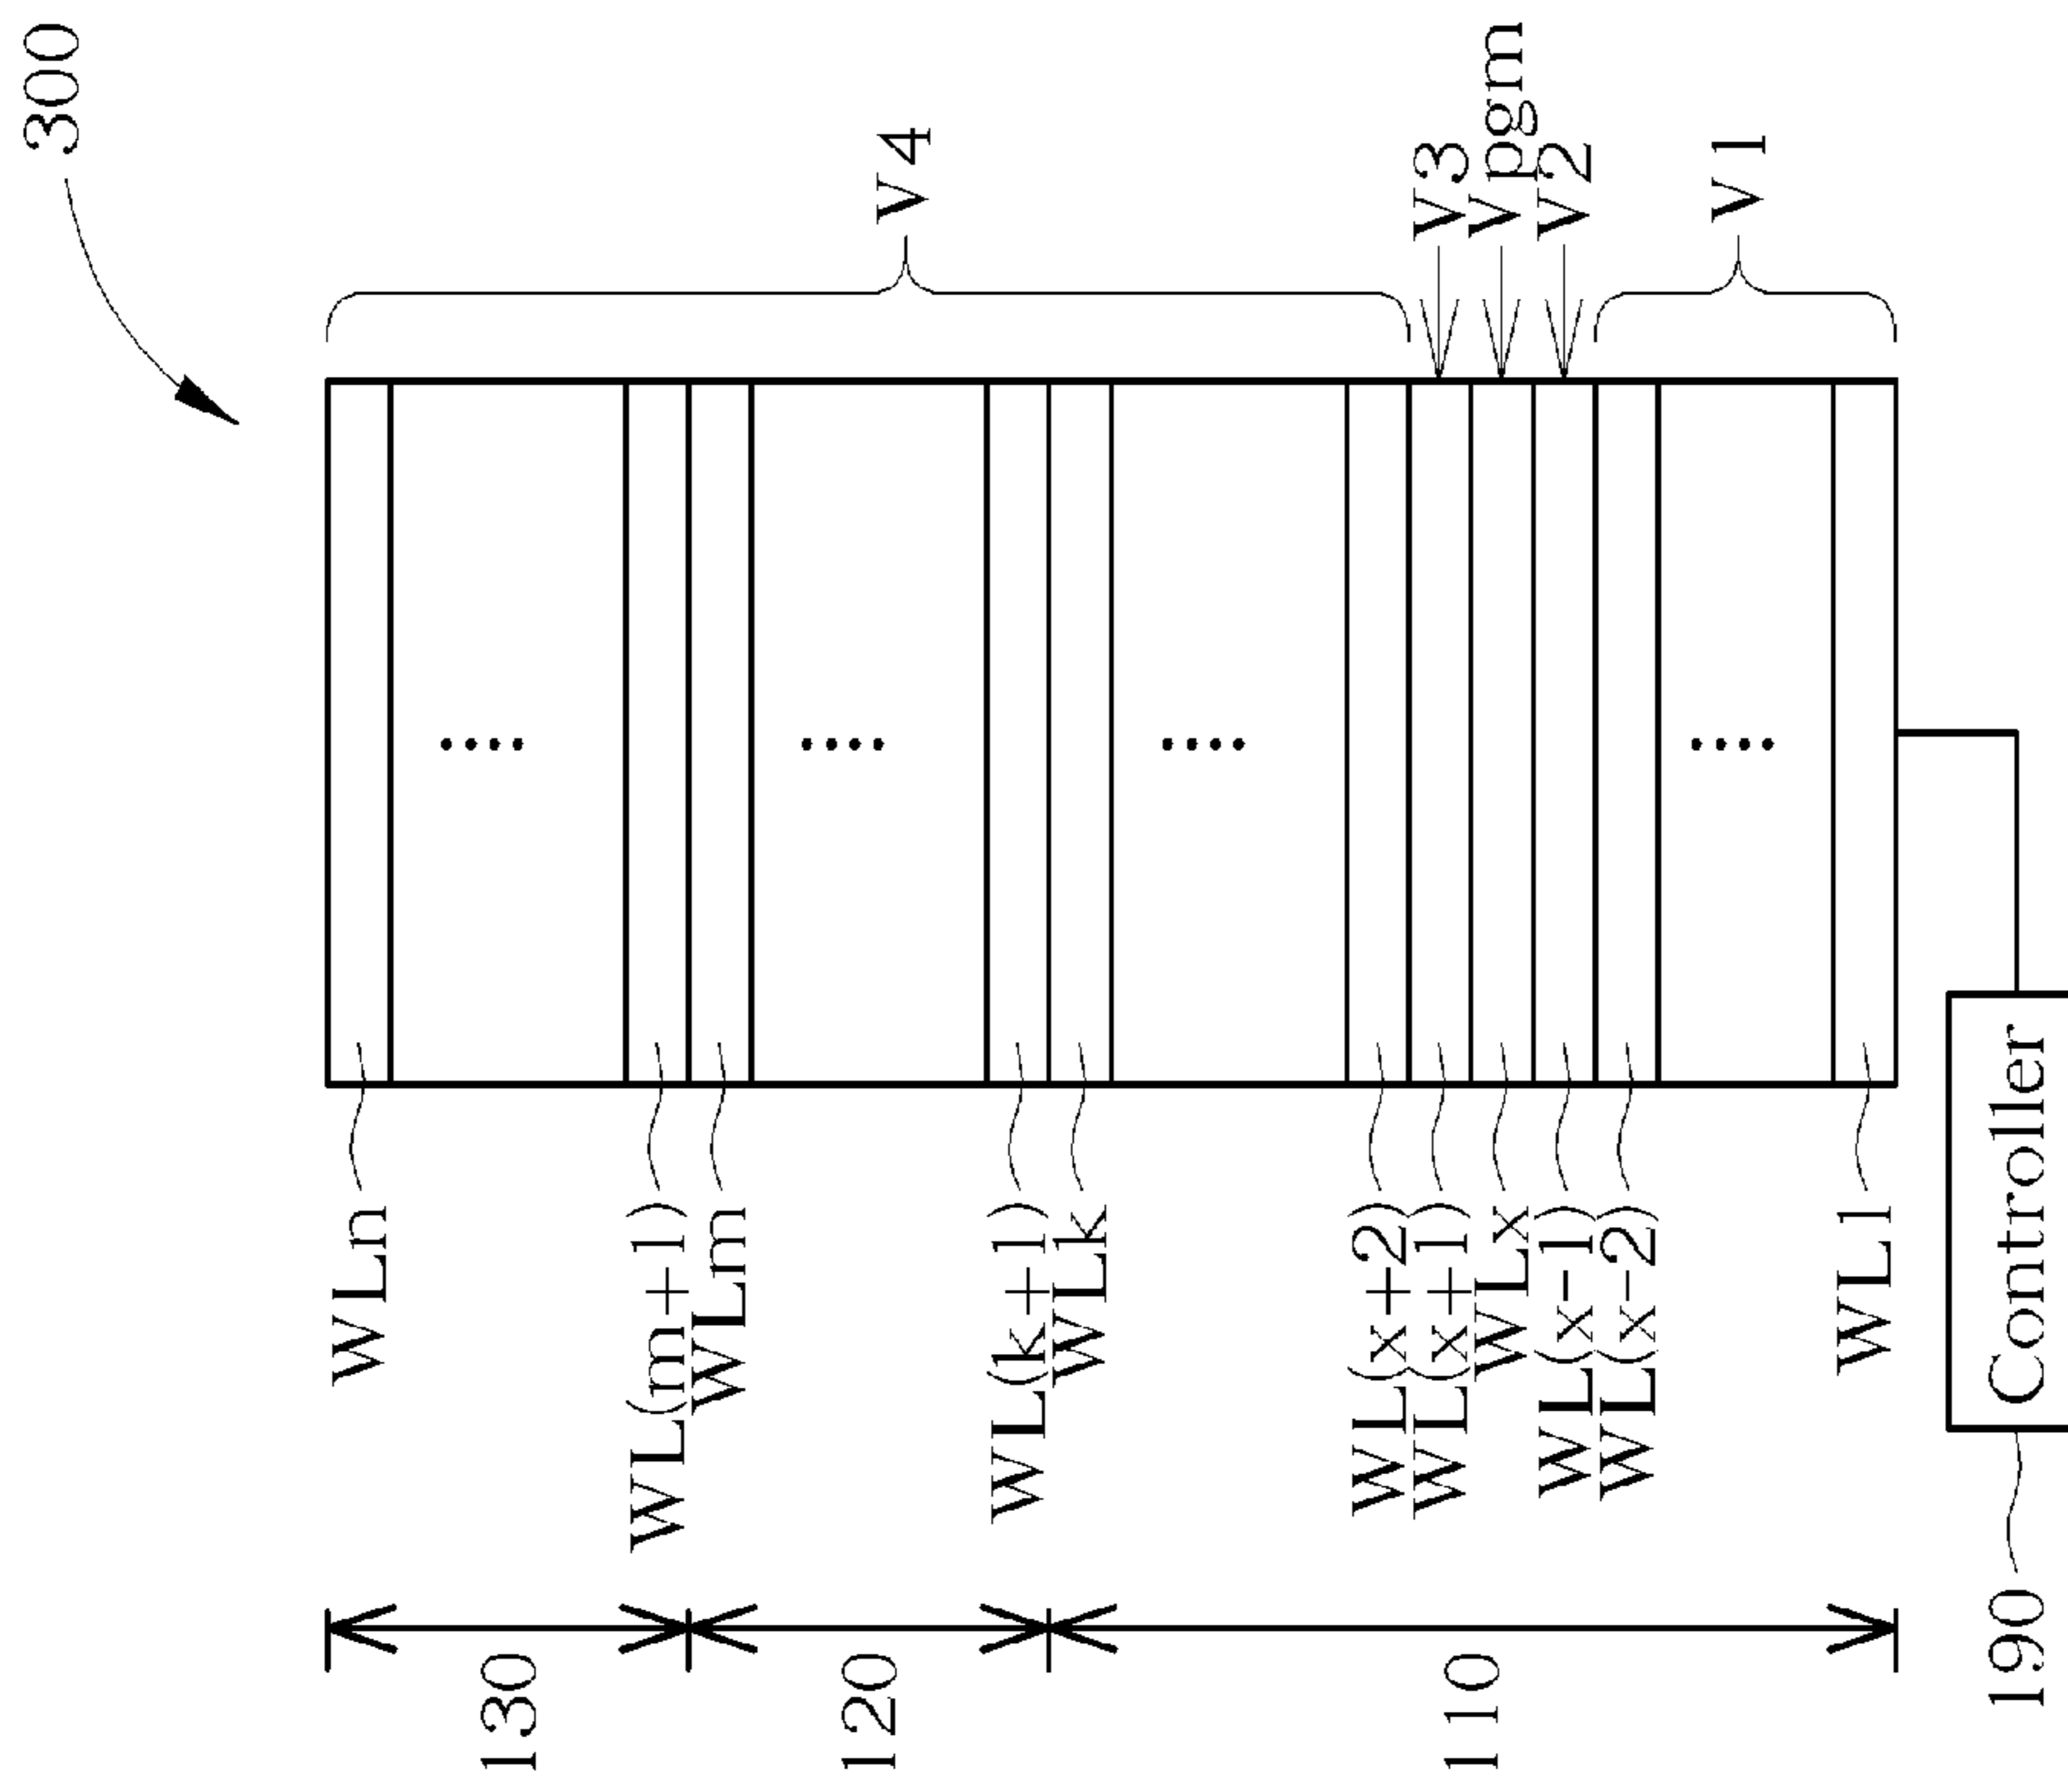 300
130
WLn
WL(m+1)
120
WLm
WL(k+1)
110
WLk
WL(x+2)
WL(x+1)
WLx
WL(x-1)
WL(x-2)
WL1
V4
V3
Vpgm
V2
V1
....
....
....
....
190
Controller